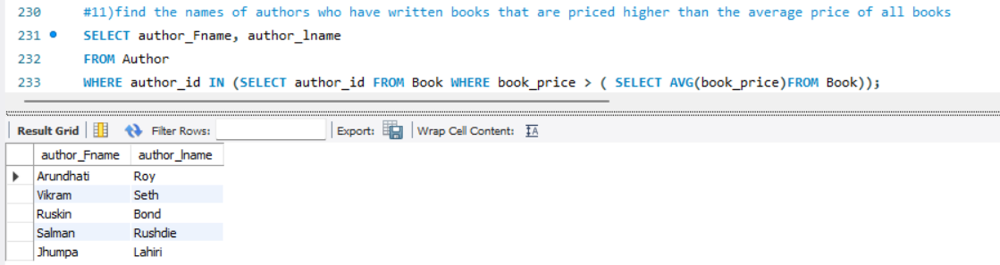 230 #11)find the names of authors who have written books that are priced higher than the average price of all books
231 SELECT author_Fname, author_lname
232 FROM Author
233 WHERE author_id IN (SELECT author_id FROM Book WHERE book_price > ( SELECT AVG(book_price)FROM Book));
Result Grid Filter Rows: Export: Wrap Cell Content: IA
author_Fname author_lname
Arundhati Roy
Vikram Seth
Ruskin Bond
Salman Rushdie
Jhumpa Lahiri